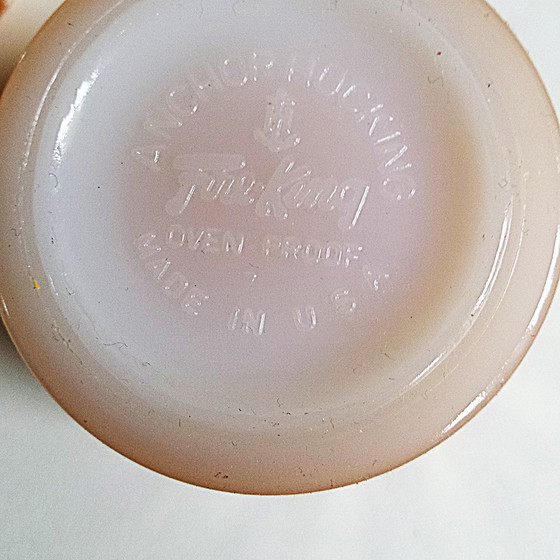 ANCHOR HOCKING
Fire-King
OVEN-PROOF
7
MADE IN U.S.A.